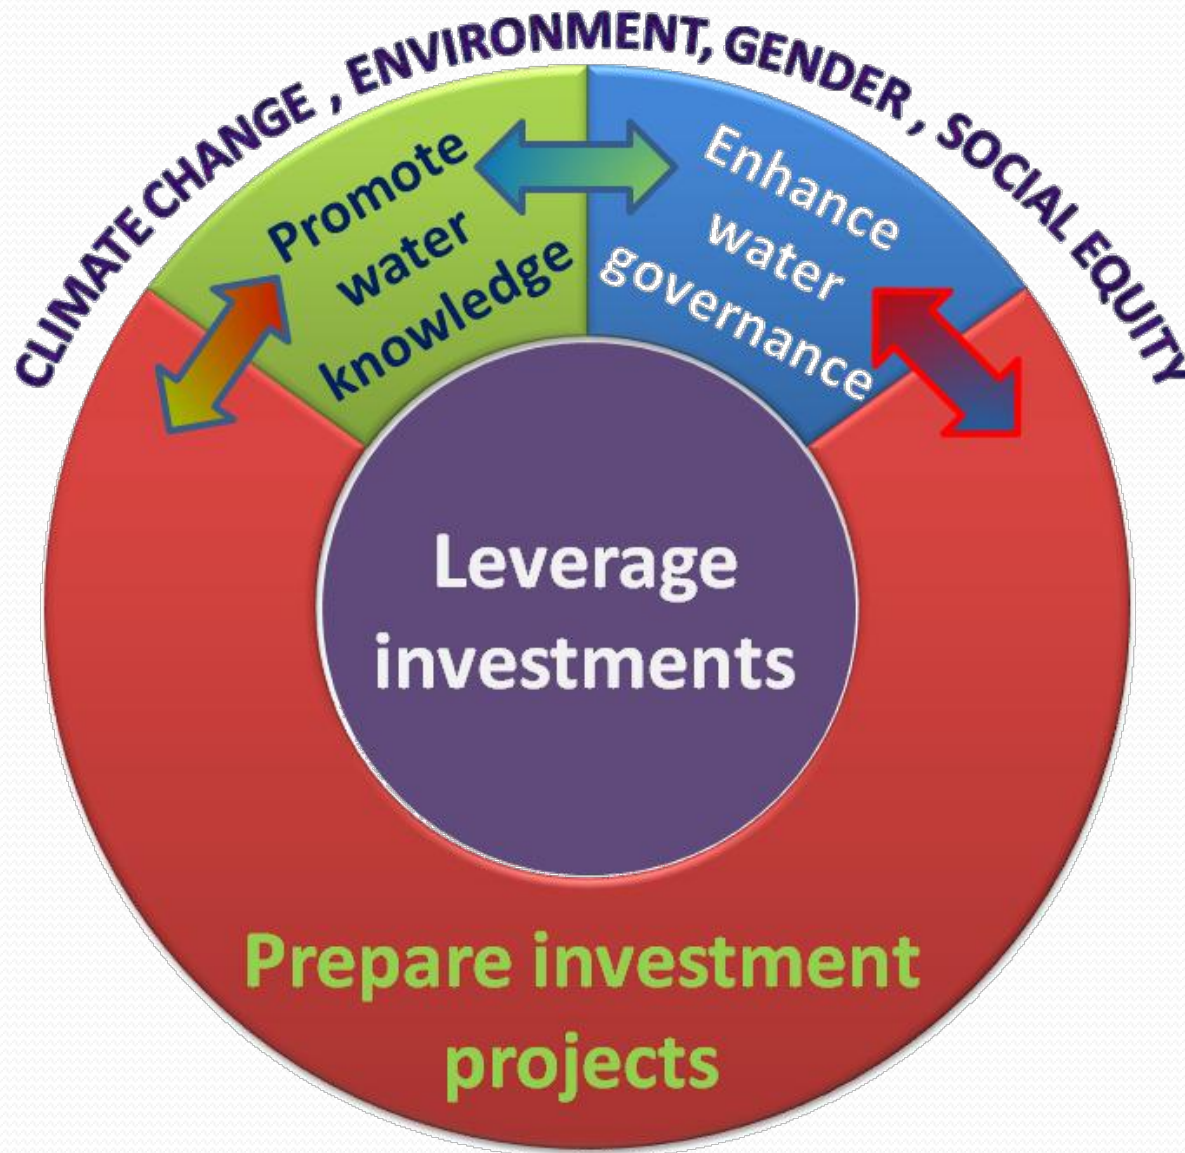 CLIMATE CHANGE , ENVIRONMENT, GENDER , SOCIAL EQUITY
Promote
water
knowledge
Enhance
water
governance
Leverage
investments
Prepare investment
projects